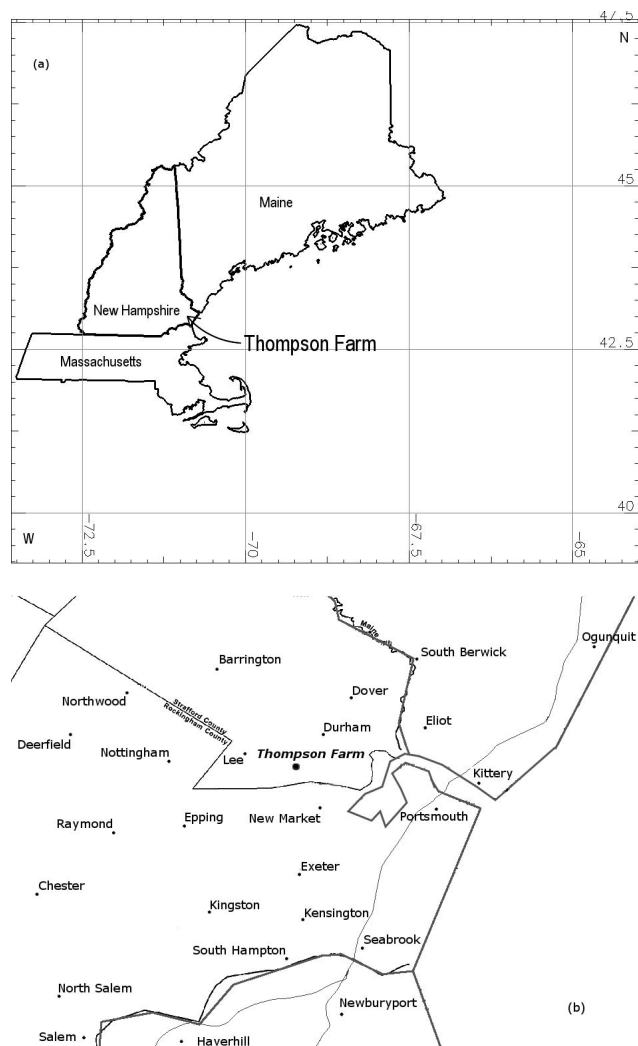 47.5
N
(a)
45
Maine
New Hampshire
Thompson Farm
42.5
Massachusetts
40
W
-72.5
-70
-67.5
-65
Ogunquit
Maine
South Berwick
Barrington
Northwood
Dover
Strafford County
Rockingham County
Durham
Eliot
Deerfield
Nottingham
Lee
Thompson Farm
Kittery
Epping
New Market
Portsmouth
Raymond
Exeter
Chester
Kingston
Kensington
South Hampton
Seabrook
North Salem
Newburyport
(b)
Salem
Haverhill